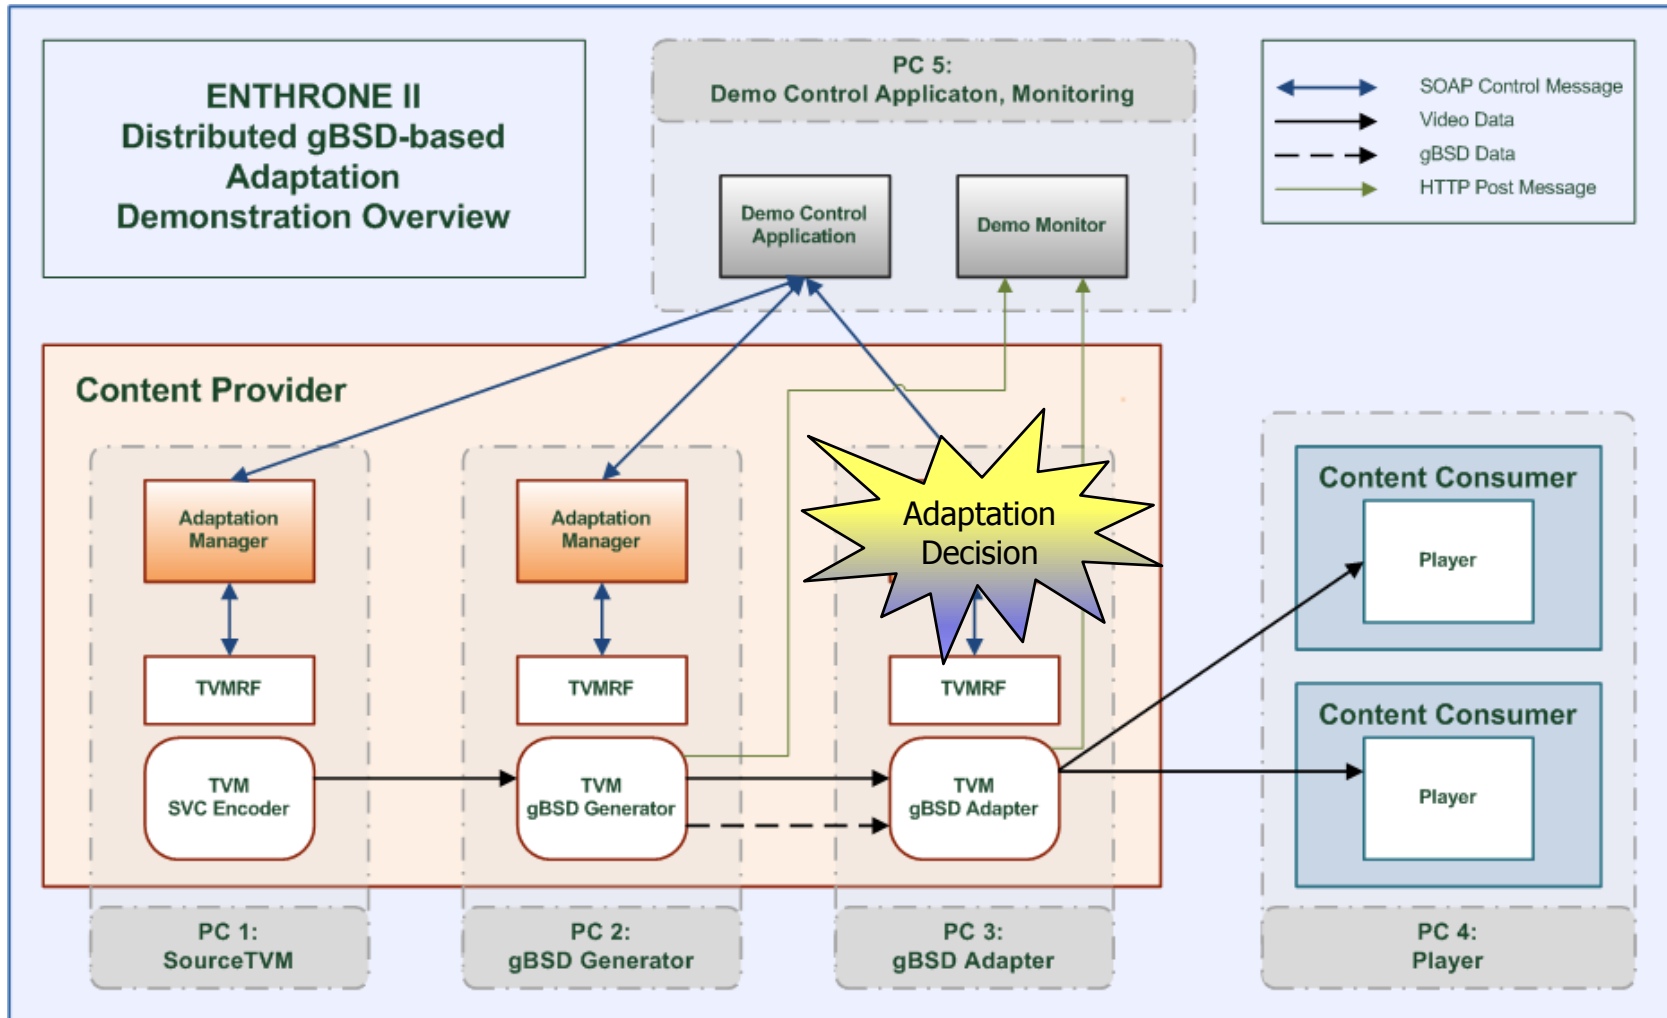 ENTHRONE II
Distributed gBSD-based
Adaptation
Demonstration Overview
PC 5:
Demo Control Applicaton, Monitoring
Demo Control
Application
Demo Monitor
SOAP Control Message
Video Data
gBSD Data
HTTP Post Message
Content Provider
Adaptation
Manager
Adaptation
Manager
Adaptation
Decision
TVMRF
TVMRF
TVMRF
TVM
SVC Encoder
TVM
gBSD Generator
TVM
gBSD Adapter
Content Consumer
Player
Content Consumer
Player
PC 1:
SourceTVM
PC 2:
gBSD Generator
PC 3:
gBSD Adapter
PC 4:
Player